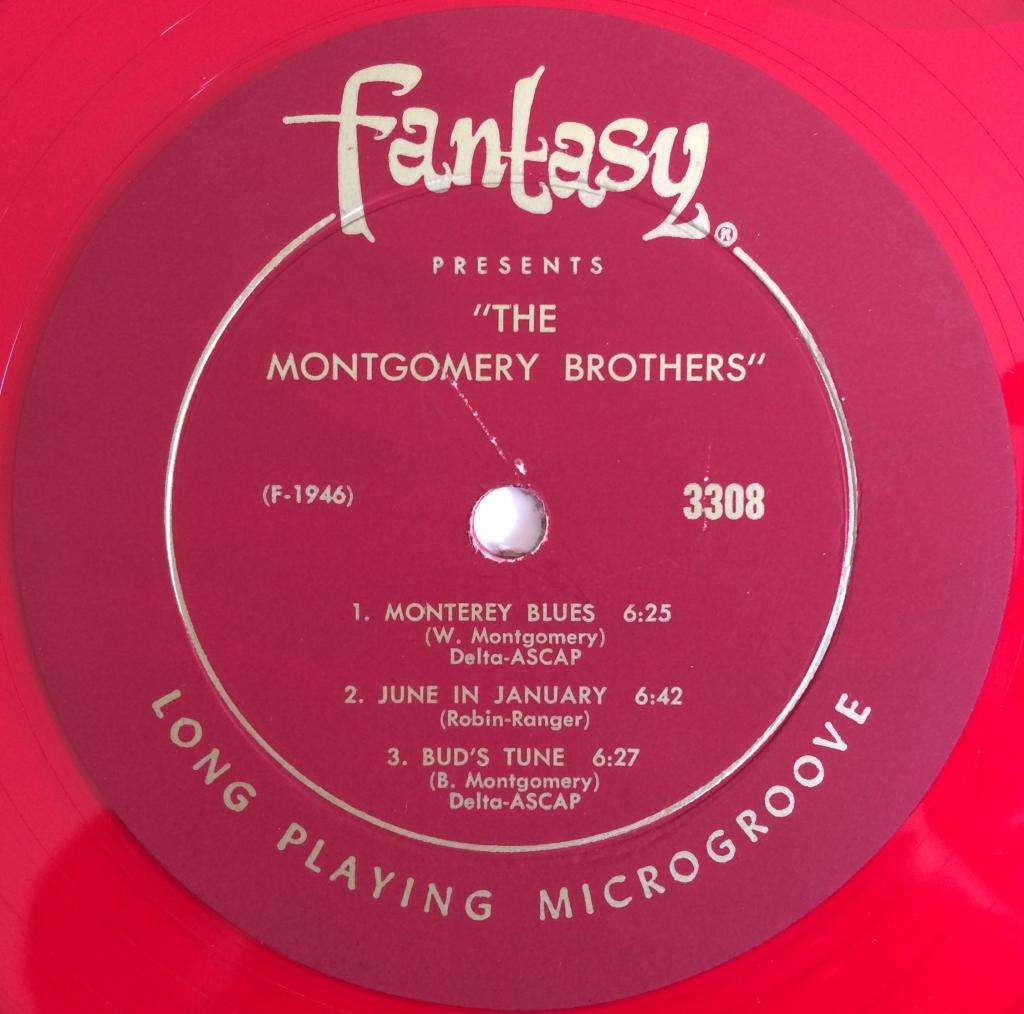 fantasy®
PRESENTS
"THE
MONTGOMERY BROTHERS"
(F-1946)
3308
1. MONTEREY BLUES 6:25
(W. Montgomery)
Delta-ASCAP
2. JUNE IN JANUARY 6:42
(Robin-Ranger)
3. BUD'S TUNE 6:27
(B. Montgomery)
Delta-ASCAP
LONG PLAYING MICROGROOVE